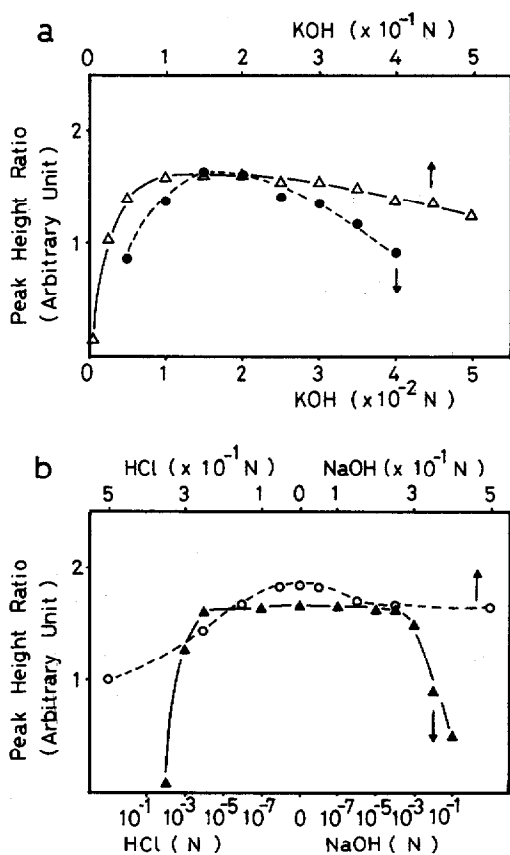 a
KOH ( x 10⁻¹ N )
0 1 2 3 4 5
Peak Height Ratio
(Arbitrary Unit)
2
1
0 1 2 3 4 5
KOH ( x10⁻² N )
b
HCl ( x 10⁻¹ N ) NaOH ( x 10⁻¹ N )
5 3 1 0 1 3 5
Peak Height Ratio
(Arbitrary Unit)
2
1
10⁻¹ 10⁻³ 10⁻⁵ 10⁻⁷ 0 10⁻⁷ 10⁻⁵ 10⁻³ 10⁻¹
HCl ( N ) NaOH ( N )